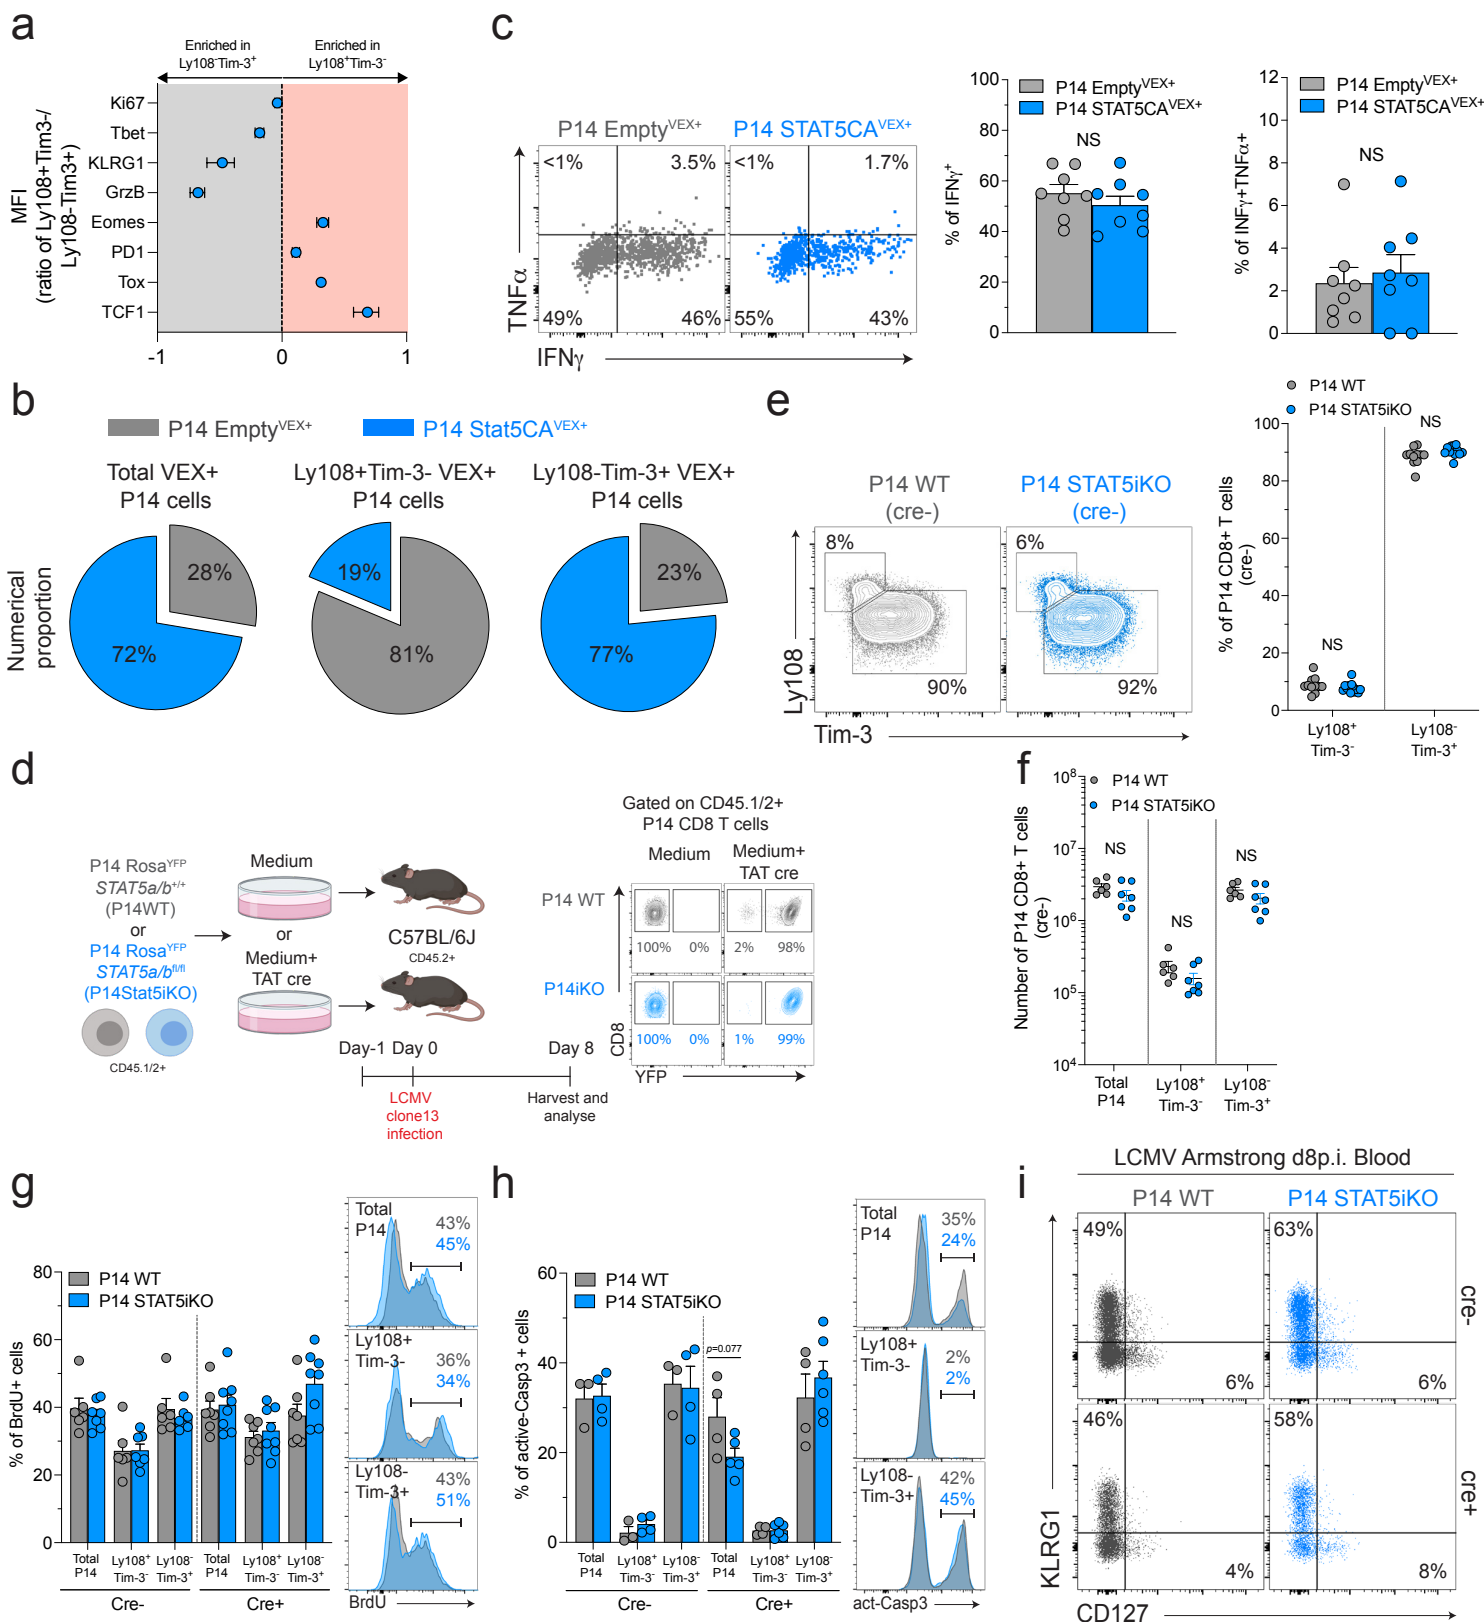 a
Enriched in
Ly108-Tim-3+
Enriched in
Ly108+Tim-3-
MFI
(ratio of Ly108+Tim3-/
Ly108-Tim3+)
Ki67
Tbet
KLRG1
GrzB
Eomes
PD1
Tox
TCF1
-1
0
1
c
P14 EmptyVEX+
P14 STAT5CAVEX+
<1%
3.5%
49%
46%
<1%
1.7%
55%
43%
TNFα
IFNγ
P14 EmptyVEX+
P14 STAT5CAVEX+
NS
% of IFNγ+
100
80
60
40
20
0
P14 EmptyVEX+
P14 STAT5CAVEX+
NS
% of INFγ+TNFα+
12
10
8
6
4
2
0
b
P14 EmptyVEX+
P14 Stat5CAVEX+
Total VEX+
P14 cells
Ly108+Tim-3- VEX+
P14 cells
Ly108-Tim-3+ VEX+
P14 cells
Numerical
proportion
28%
72%
19%
81%
23%
77%
e
P14 WT
(cre-)
P14 STAT5iKO
(cre-)
8%
90%
6%
92%
Ly108
Tim-3
P14 WT
P14 STAT5iKO
NS
NS
% of P14 CD8+ T cells
(cre-)
100
80
60
40
20
0
Ly108+
Tim-3-
Ly108-
Tim-3+
d
P14 RosaYFP
STAT5a/b+/+
(P14WT)
or
P14 RosaYFP
STAT5a/bfl/fl
(P14Stat5iKO)
CD45.1/2+
Medium
or
Medium+
TAT cre
C57BL/6J
CD45.2+
Day-1
Day 0
Day 8
LCMV
clone13
infection
Harvest and
analyse
Gated on CD45.1/2+
P14 CD8 T cells
Medium
Medium+
TAT cre
P14 WT
100%
0%
2%
98%
P14iKO
100%
0%
1%
99%
CD8
YFP
f
P14 WT
P14 STAT5iKO
NS
NS
NS
Number of P14 CD8+ T cells
(cre-)
10^8
10^7
10^6
10^5
10^4
Total
P14
Ly108+
Tim-3-
Ly108-
Tim-3+
g
P14 WT
P14 STAT5iKO
% of BrdU+ cells
80
60
40
20
0
Total
P14
Ly108+
Tim-3-
Ly108-
Tim-3+
Total
P14
Ly108+
Tim-3-
Ly108-
Tim-3+
Cre-
Cre+
Total
P14
43%
45%
Ly108+
Tim-3-
36%
34%
Ly108-
Tim-3+
43%
51%
BrdU
h
P14 WT
P14 STAT5iKO
p=0.077
% of active-Casp3 + cells
60
40
20
0
Total
P14
Ly108+
Tim-3-
Ly108-
Tim-3+
Total
P14
Ly108+
Tim-3-
Ly108-
Tim-3+
Cre-
Cre+
Total
P14
35%
24%
Ly108+
Tim-3-
2%
2%
Ly108-
Tim-3+
42%
45%
act-Casp3
i
LCMV Armstrong d8p.i. Blood
P14 WT
P14 STAT5iKO
49%
6%
63%
6%
cre-
46%
4%
58%
8%
cre+
KLRG1
CD127